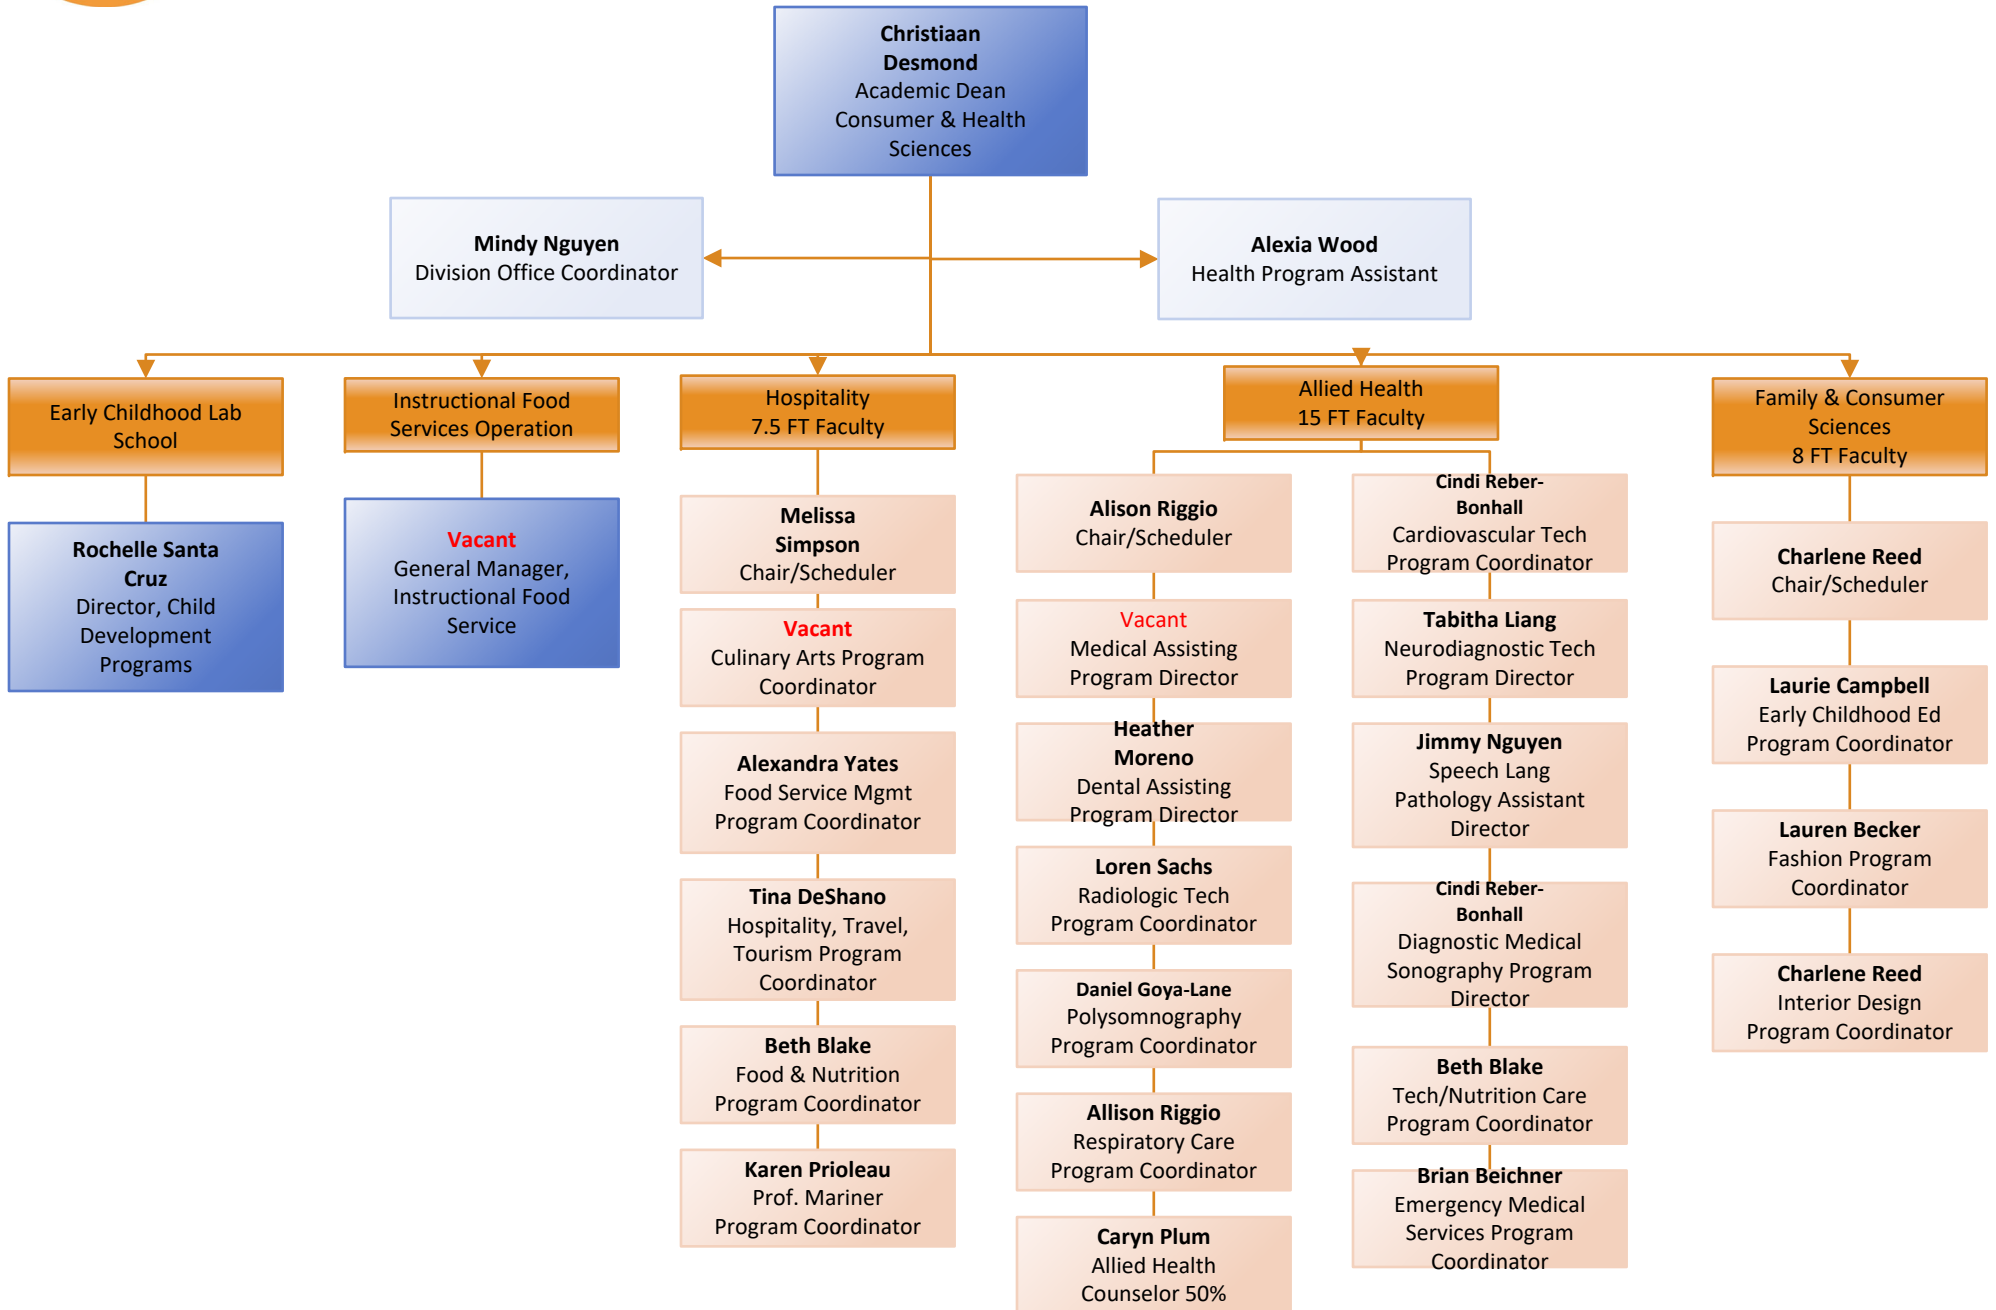 Christiaan
Desmond
Academic Dean
Consumer & Health
Sciences
Mindy Nguyen
Division Office Coordinator
Alexia Wood
Health Program Assistant
Early Childhood Lab
School
Rochelle Santa
Cruz
Director, Child
Development
Programs
Instructional Food
Services Operation
Vacant
General Manager,
Instructional Food
Service
Hospitality
7.5 FT Faculty
Melissa
Simpson
Chair/Scheduler
Vacant
Culinary Arts Program
Coordinator
Alexandra Yates
Food Service Mgmt
Program Coordinator
Tina DeShano
Hospitality, Travel,
Tourism Program
Coordinator
Beth Blake
Food & Nutrition
Program Coordinator
Karen Prioleau
Prof. Mariner
Program Coordinator
Allied Health
15 FT Faculty
Alison Riggio
Chair/Scheduler
Vacant
Medical Assisting
Program Director
Heather
Moreno
Dental Assisting
Program Director
Loren Sachs
Radiologic Tech
Program Coordinator
Daniel Goya-Lane
Polysomnography
Program Coordinator
Allison Riggio
Respiratory Care
Program Coordinator
Caryn Plum
Allied Health
Counselor 50%
Cindi Reber-
Bonhall
Cardiovascular Tech
Program Coordinator
Tabitha Liang
Neurodiagnostic Tech
Program Director
Jimmy Nguyen
Speech Lang
Pathology Assistant
Director
Cindi Reber-
Bonhall
Diagnostic Medical
Sonography Program
Director
Beth Blake
Tech/Nutrition Care
Program Coordinator
Brian Beichner
Emergency Medical
Services Program
Coordinator
Family & Consumer
Sciences
8 FT Faculty
Charlene Reed
Chair/Scheduler
Laurie Campbell
Early Childhood Ed
Program Coordinator
Lauren Becker
Fashion Program
Coordinator
Charlene Reed
Interior Design
Program Coordinator